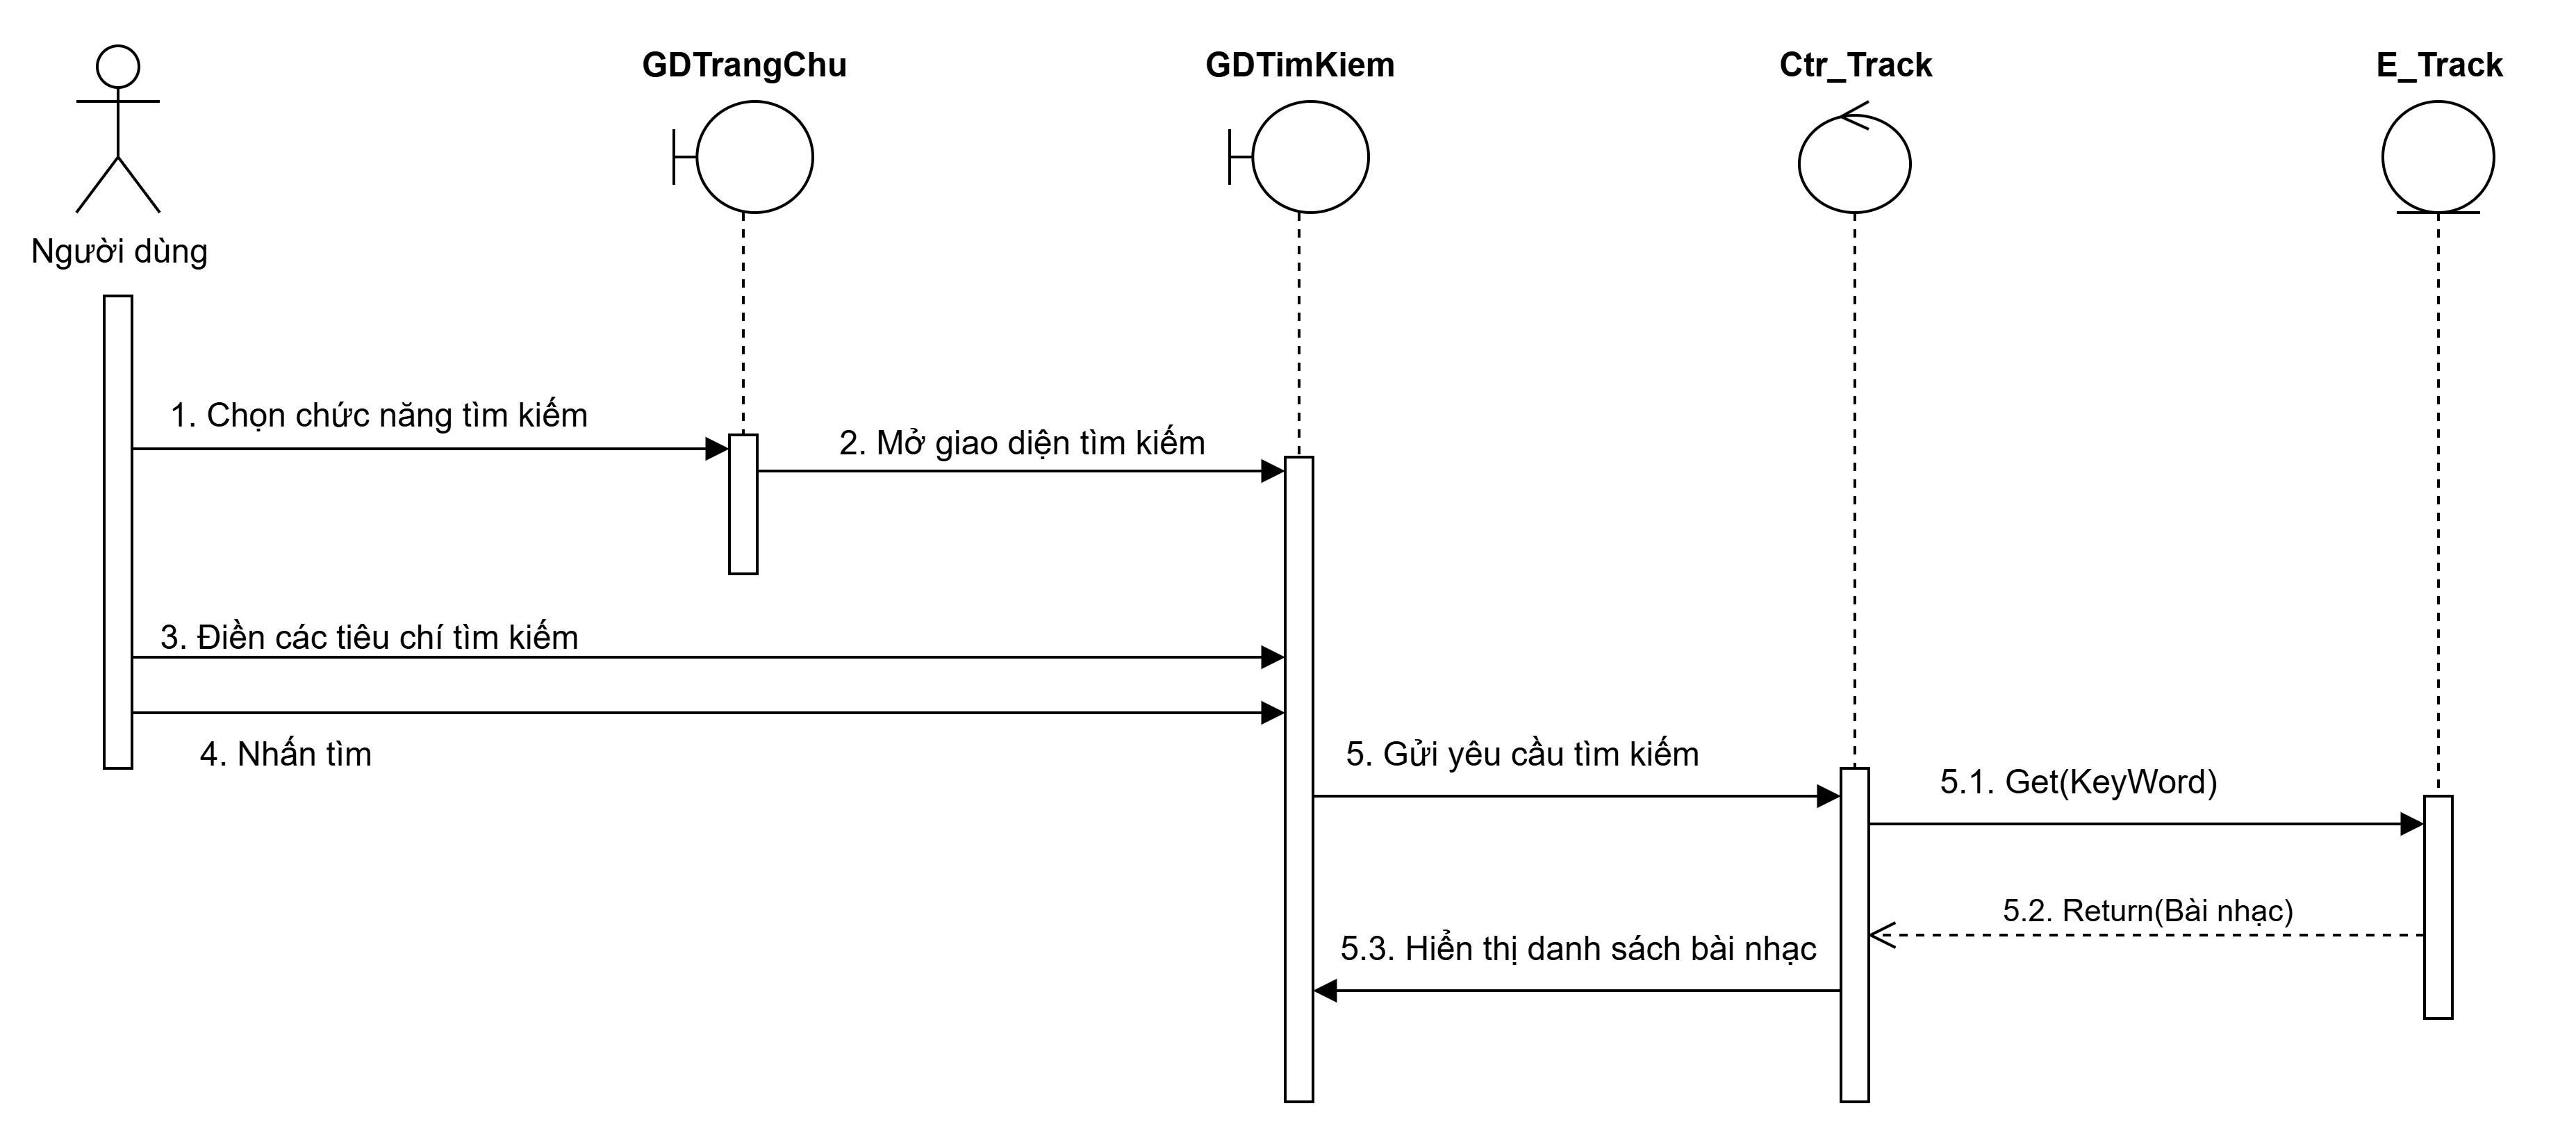 GDTrangChu
GDTimKiem
Ctr_Track
E_Track
Người dùng
1. Chọn chức năng tìm kiếm
2. Mở giao diện tìm kiếm
3. Điền các tiêu chí tìm kiếm
4. Nhấn tìm
5. Gửi yêu cầu tìm kiếm
5.1. Get(KeyWord)
5.2. Return(Bài nhạc)
5.3. Hiển thị danh sách bài nhạc